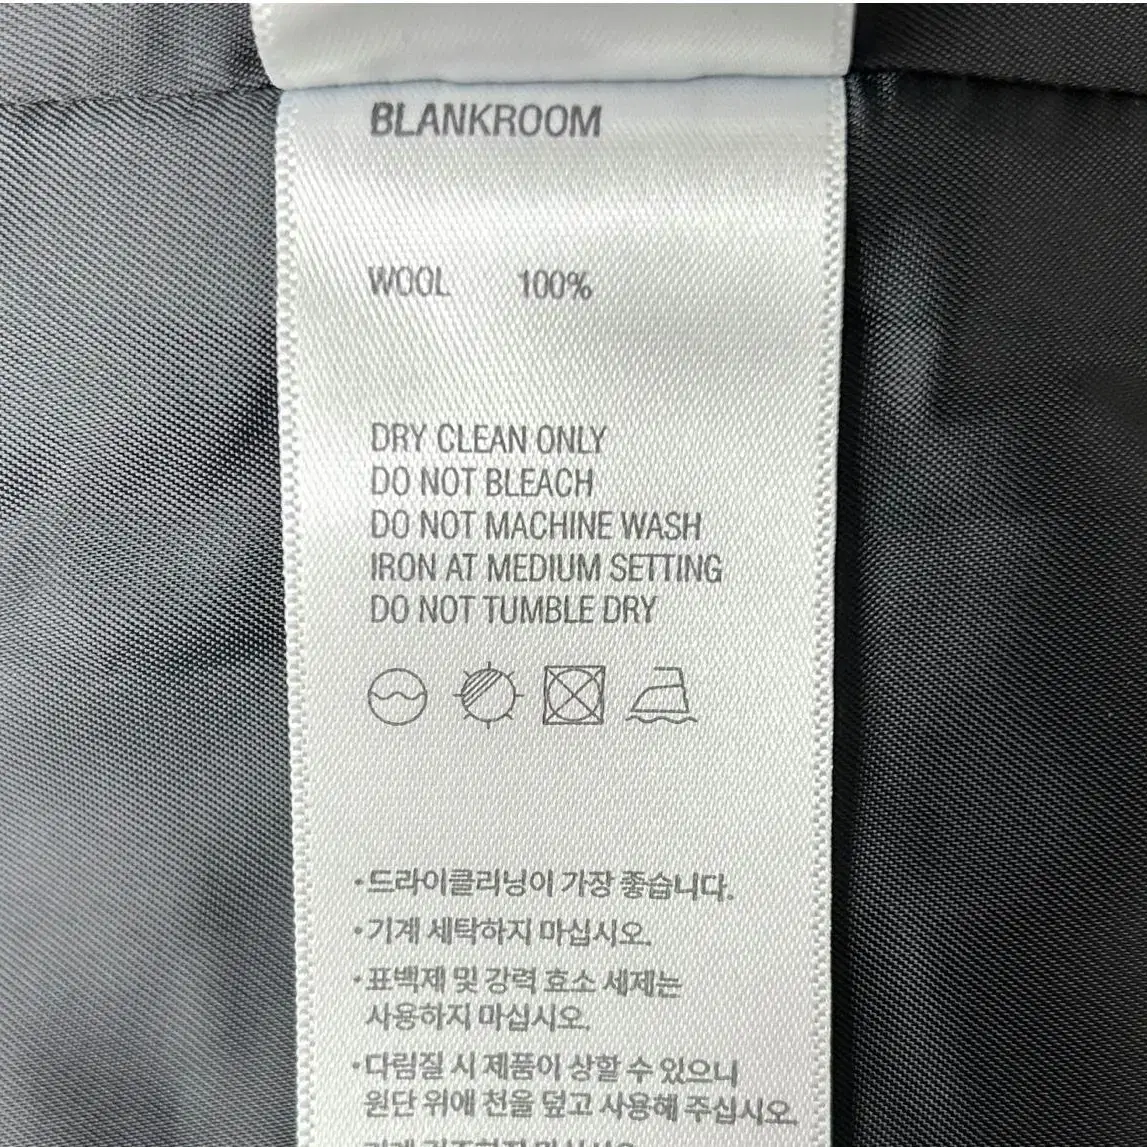 BLANKROOM
WOOL 100%
DRY CLEAN ONLY
DO NOT BLEACH
DO NOT MACHINE WASH
IRON AT MEDIUM SETTING
DO NOT TUMBLE DRY
•드라이클리닝이 가장 좋습니다.
•기계 세탁하지 마십시오.
•표백제 및 강력 효소 세제는
사용하지 마십시오.
•다림질 시 제품이 상할 수 있으니
원단 위에 천을 덮고 사용해 주십시오.